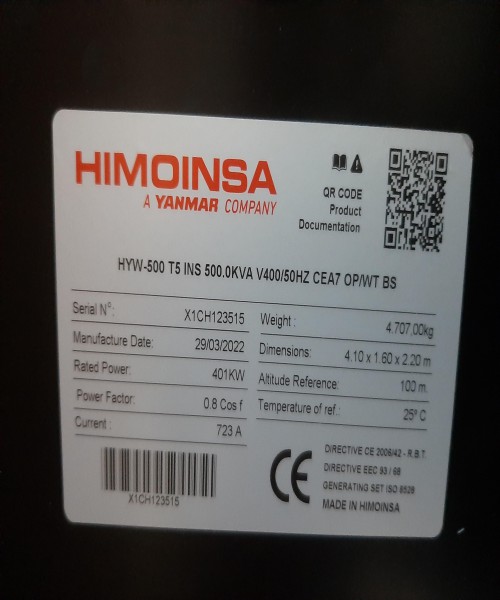 HIMOINSA
A YANMAR COMPANY
QR CODE
Product
Documentation
HYW-500 T5 INS 500.0KVA V400/50HZ CEA7 OP/WT BS
Serial Nº: X1CH123515
Manufacture Date: 29/03/2022
Rated Power: 401KW
Power Factor: 0.8 Cos f
Current : 723 A
Weight : 4.707,00kg
Dimensions: 4.10 x 1.60 x 2.20 m
Altitude Reference: 100 m.
Temperature of ref.: 25º C
X1CH123515
CE
DIRECTIVE CE 2006/42 - R.B.T.
DIRECTIVE EEC 93 / 68
GENERATING SET ISO 8528
MADE IN HIMOINSA